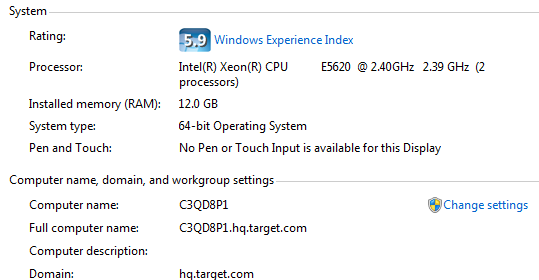 System
Rating: 5.9 Windows Experience Index
Processor: Intel(R) Xeon(R) CPU E5620 @ 2.40GHz 2.39 GHz (2
processors)
Installed memory (RAM): 12.0 GB
System type: 64-bit Operating System
Pen and Touch: No Pen or Touch Input is available for this Display
Computer name, domain, and workgroup settings
Computer name: C3QD8P1 Change settings
Full computer name: C3QD8P1.hq.target.com
Computer description:
Domain: hq.target.com